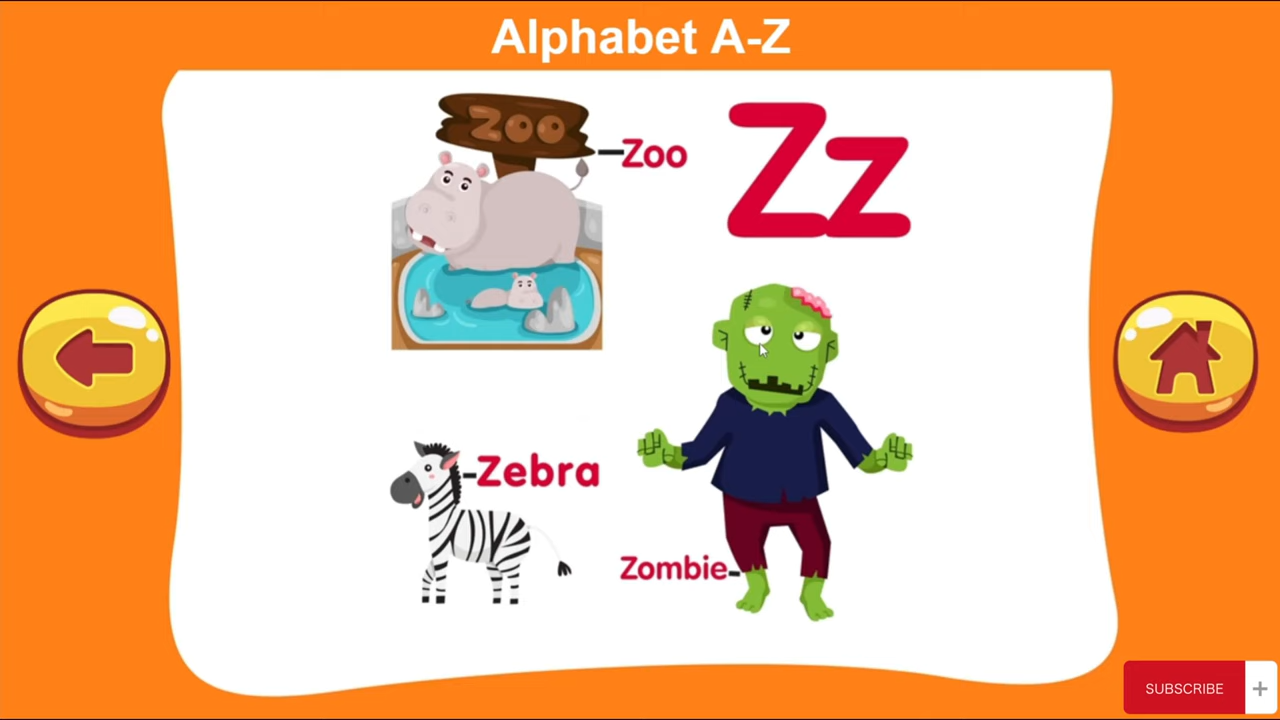 Alphabet A-Z
ZOO
Zoo
Zz
Zebra
Zombie
SUBSCRIBE +